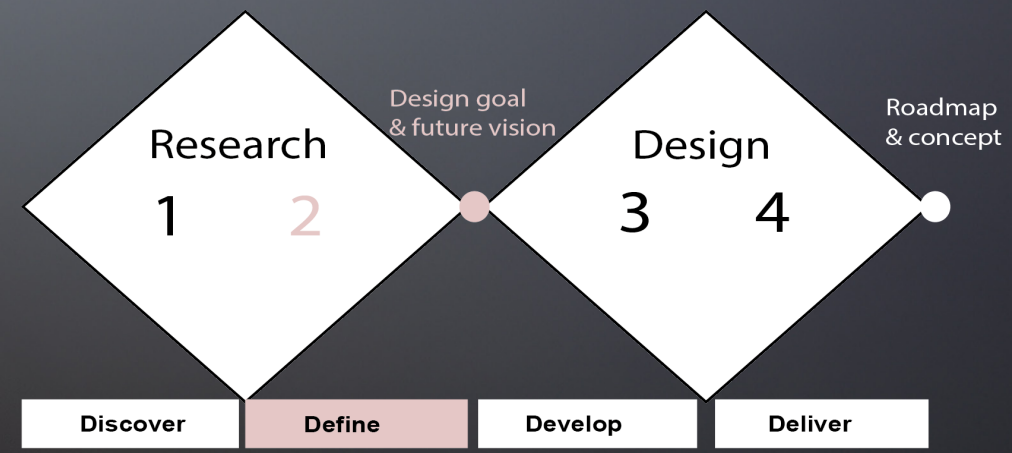 Design goal
& future vision
Roadmap
& concept
Research
Design
1
2
3
4
Discover
Define
Develop
Deliver